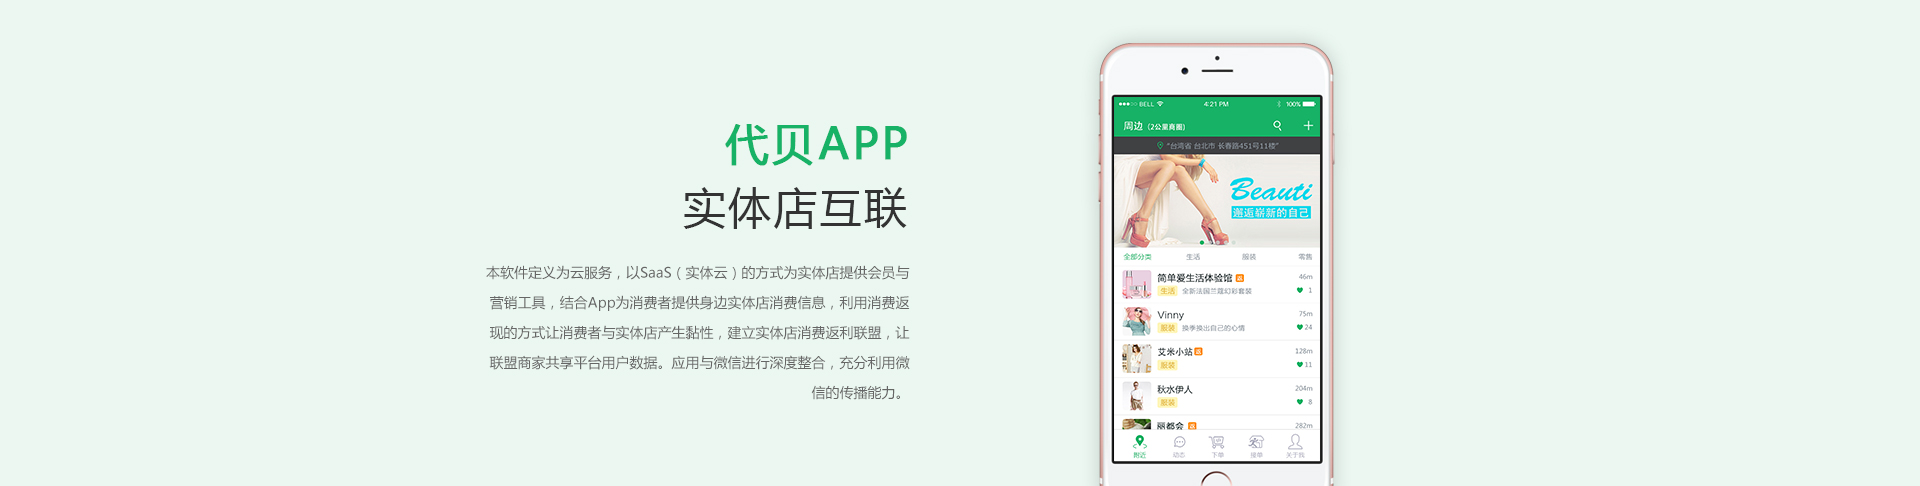 代贝APP
实体店互联
本软件定义为云服务，以SaaS（实体云）的方式为实体店提供会员与
营销工具，结合App为消费者提供身边实体店消费信息，利用消费返
现的方式让消费者与实体店产生黏性，建立实体店消费返利联盟，让
联盟商家共享平台用户数据。应用与微信进行深度整合，充分利用微
信的传播能力。
BELL 4:21 PM 100%
周边（2公里商圈）
“台湾省 台北市 长春路451号11楼”
Beauti
邂逅崭新的自己
全部分类 生活 服装 零售
简单爱生活体验馆 返 46m
生活 全新法国兰蔻幻彩套装 1
Vinny 75m
服装 换季换出自己的心情 24
艾米小站 返 128m
服装 11
秋水伊人 204m
服装 8
丽都会 返 282m
附近 动态 下单 接单 关于我